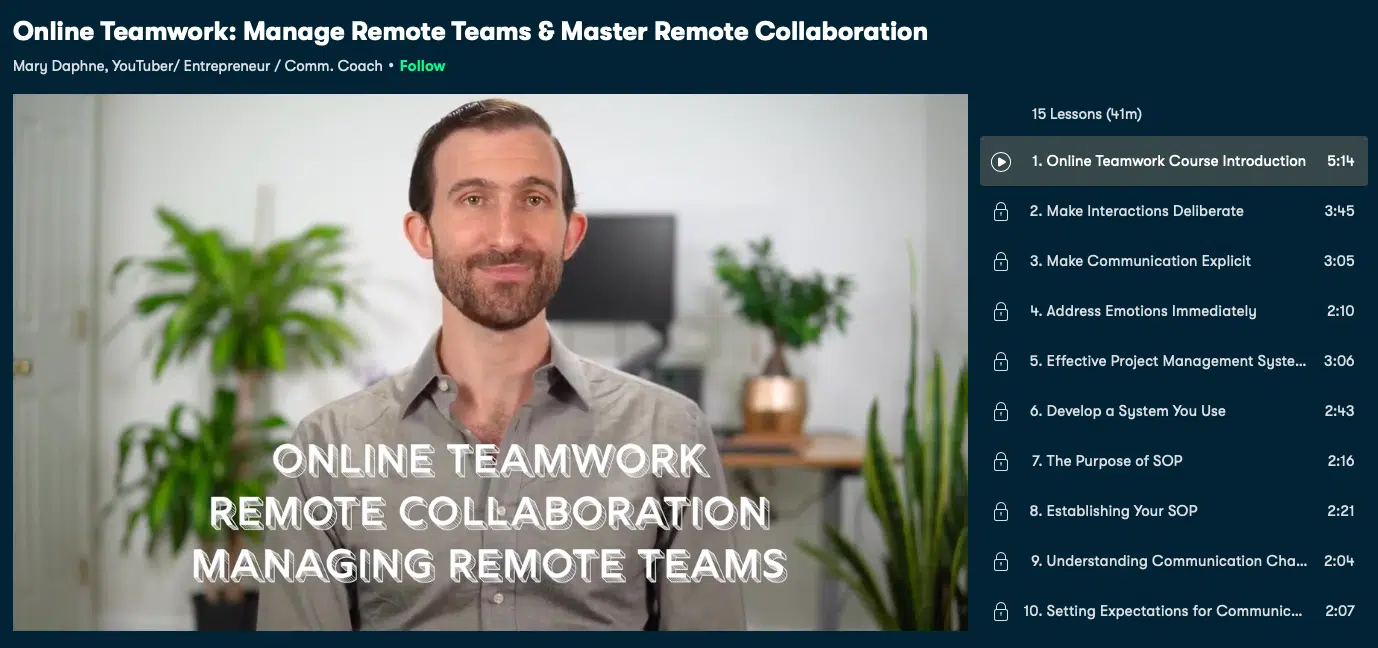 Online Teamwork: Manage Remote Teams & Master Remote Collaboration
Mary Daphne, YouTuber/ Entrepreneur / Comm. Coach • Follow
ONLINE TEAMWORK
REMOTE COLLABORATION
MANAGING REMOTE TEAMS
15 Lessons (41m)
1. Online Teamwork Course Introduction 5:14
2. Make Interactions Deliberate 3:45
3. Make Communication Explicit 3:05
4. Address Emotions Immediately 2:10
5. Effective Project Management Syste... 3:06
6. Develop a System You Use 2:43
7. The Purpose of SOP 2:16
8. Establishing Your SOP 2:21
9. Understanding Communication Cha... 2:04
10. Setting Expectations for Communic... 2:07